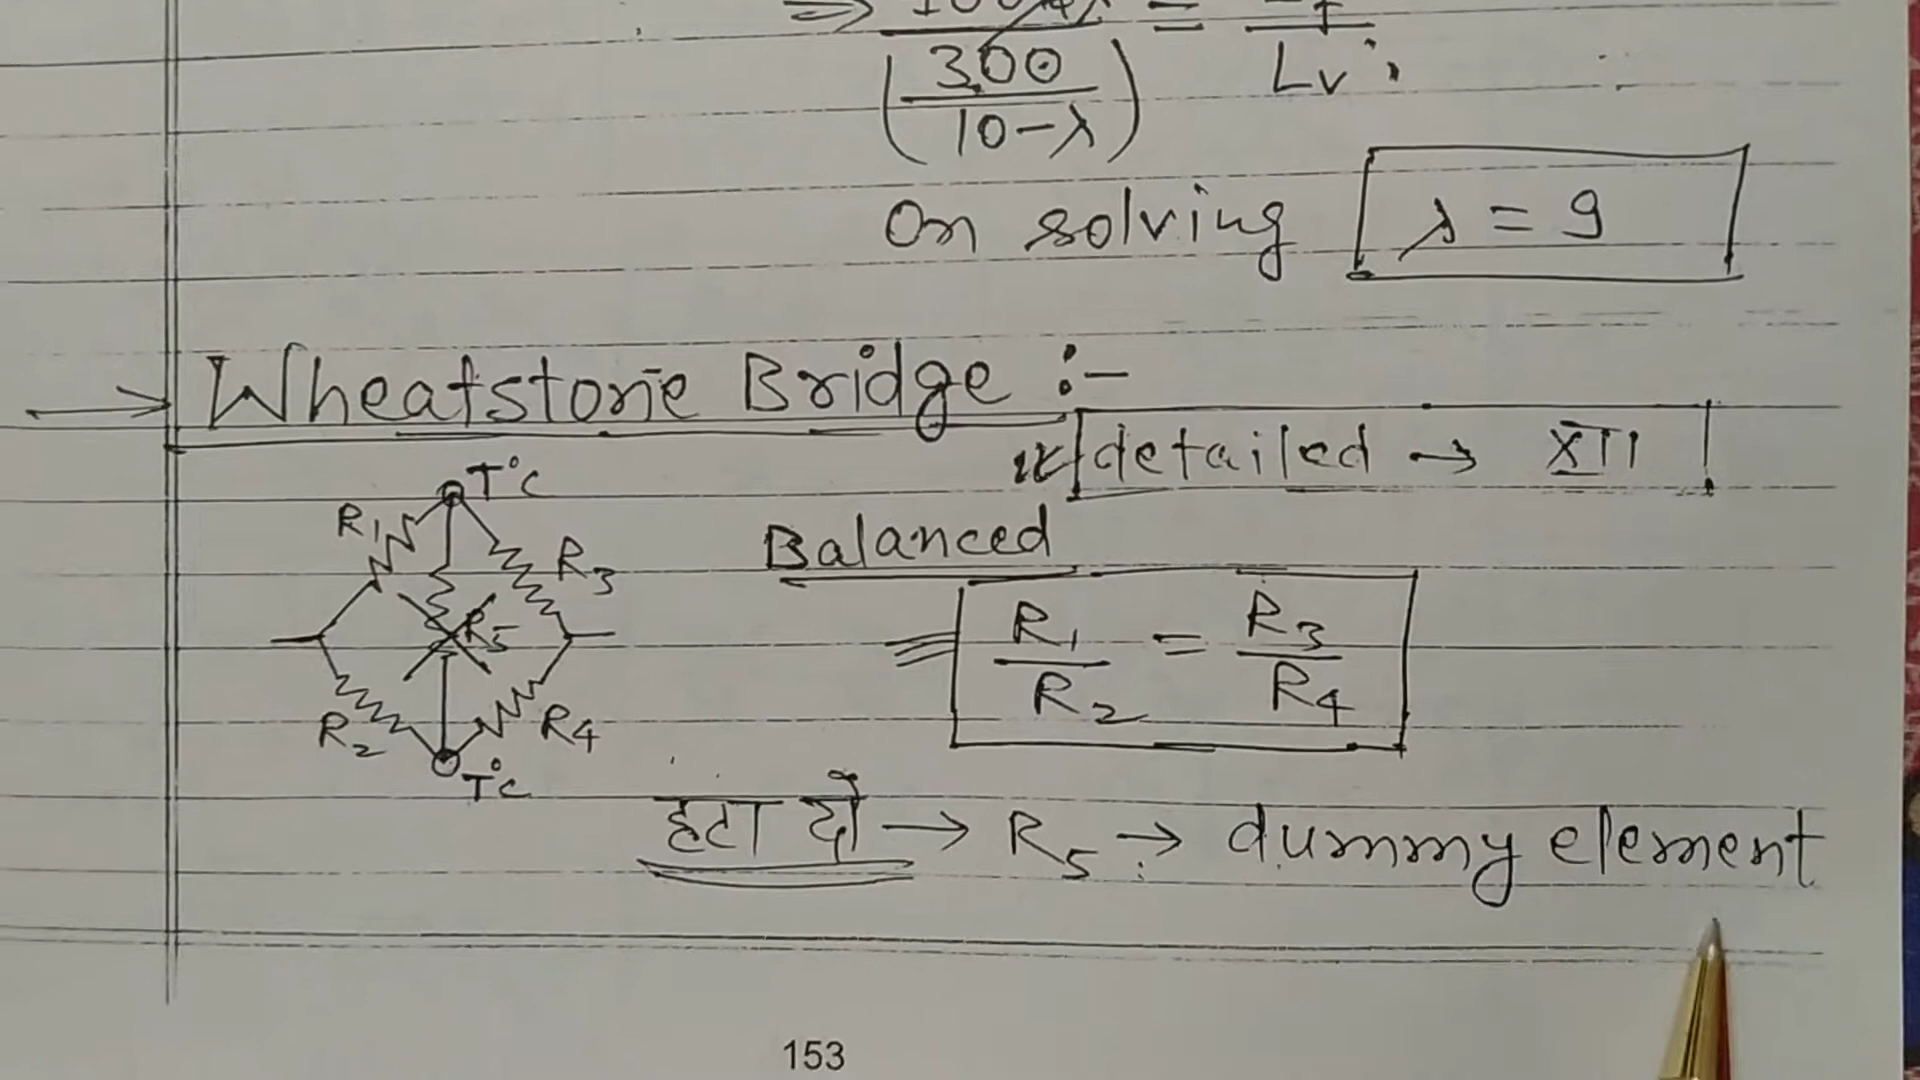 ⇒ ― = ―
(300 / (10-λ)) Lv
On solving λ = 9
→ Wheatstone Bridge :-
detailed → XII
T°C
R1 R3
Balanced
R5
R1/R2 = R3/R4
R2 R4
T°C
हटा दो → R5 → dummy element
153